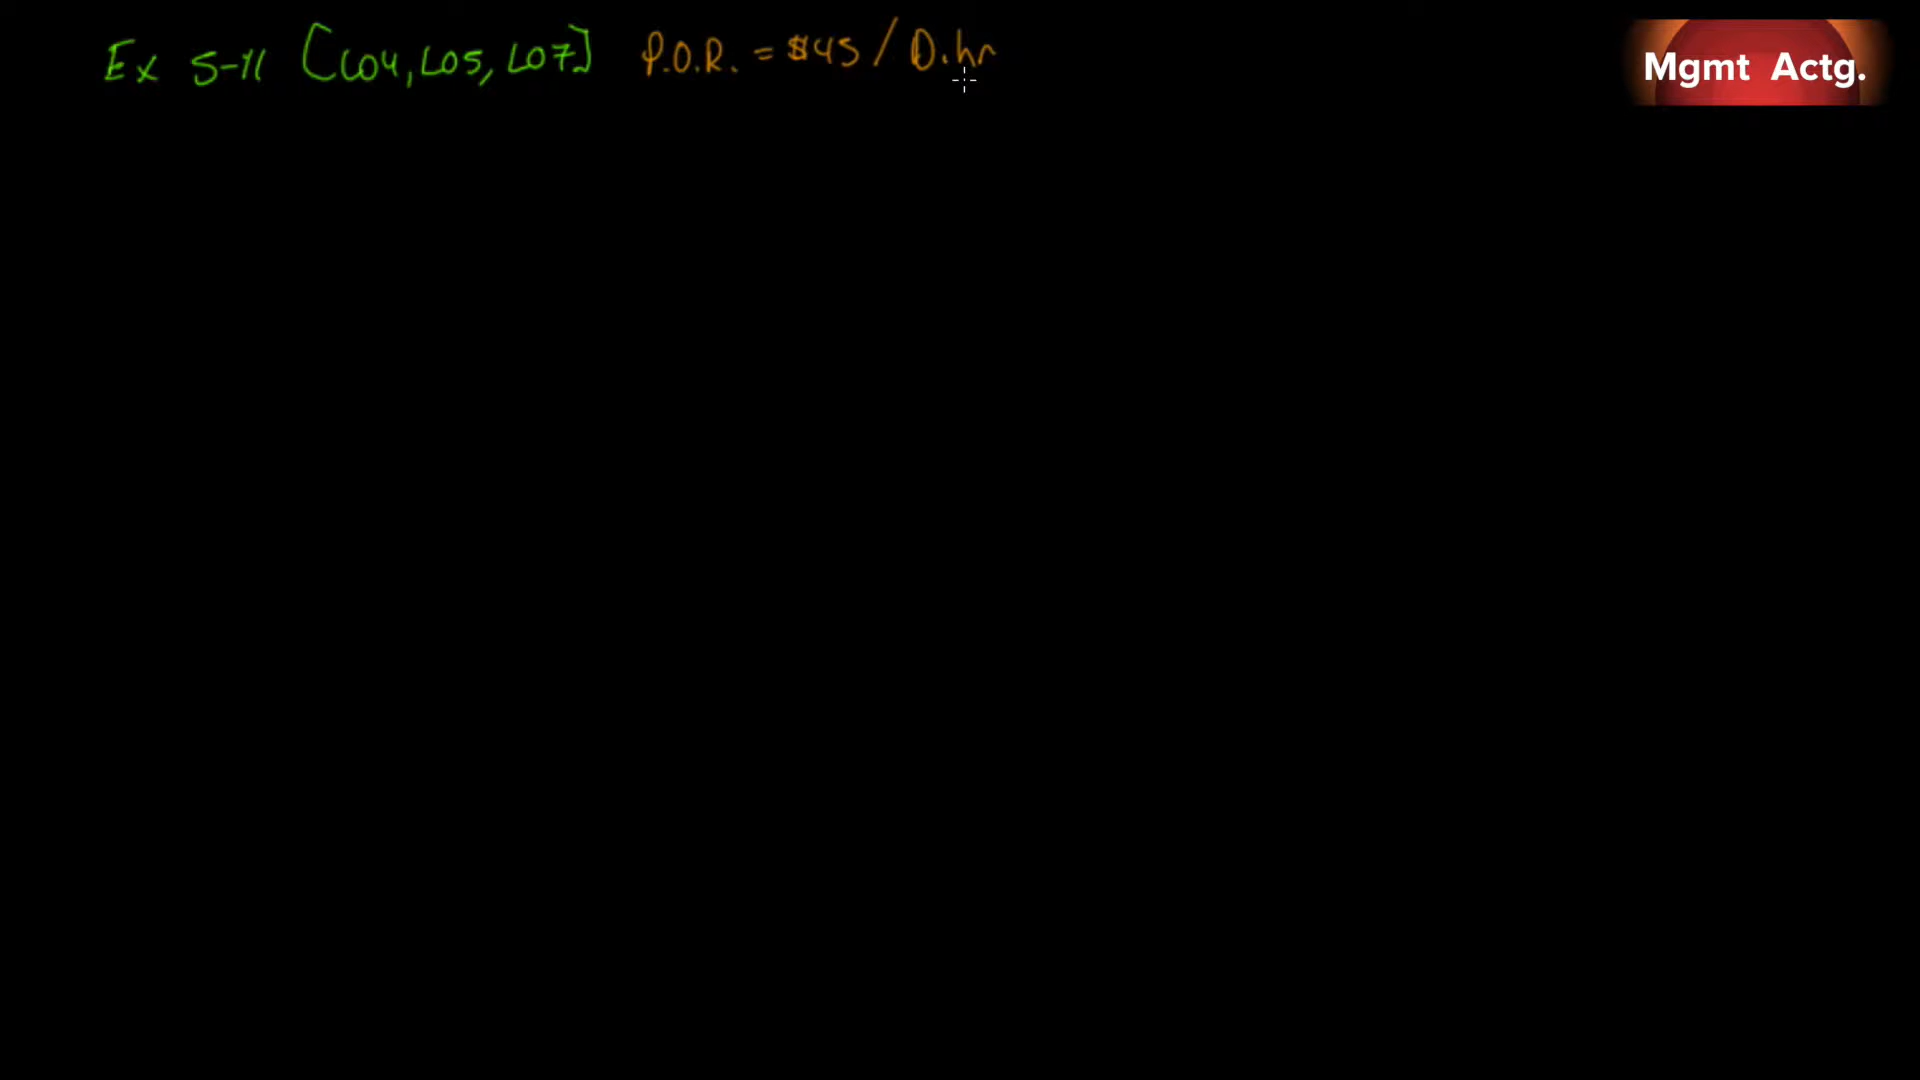 Ex 5-11 [LO4, LO5, LO7] P.O.R. = $45 / D.hr
Mgmt Actg.